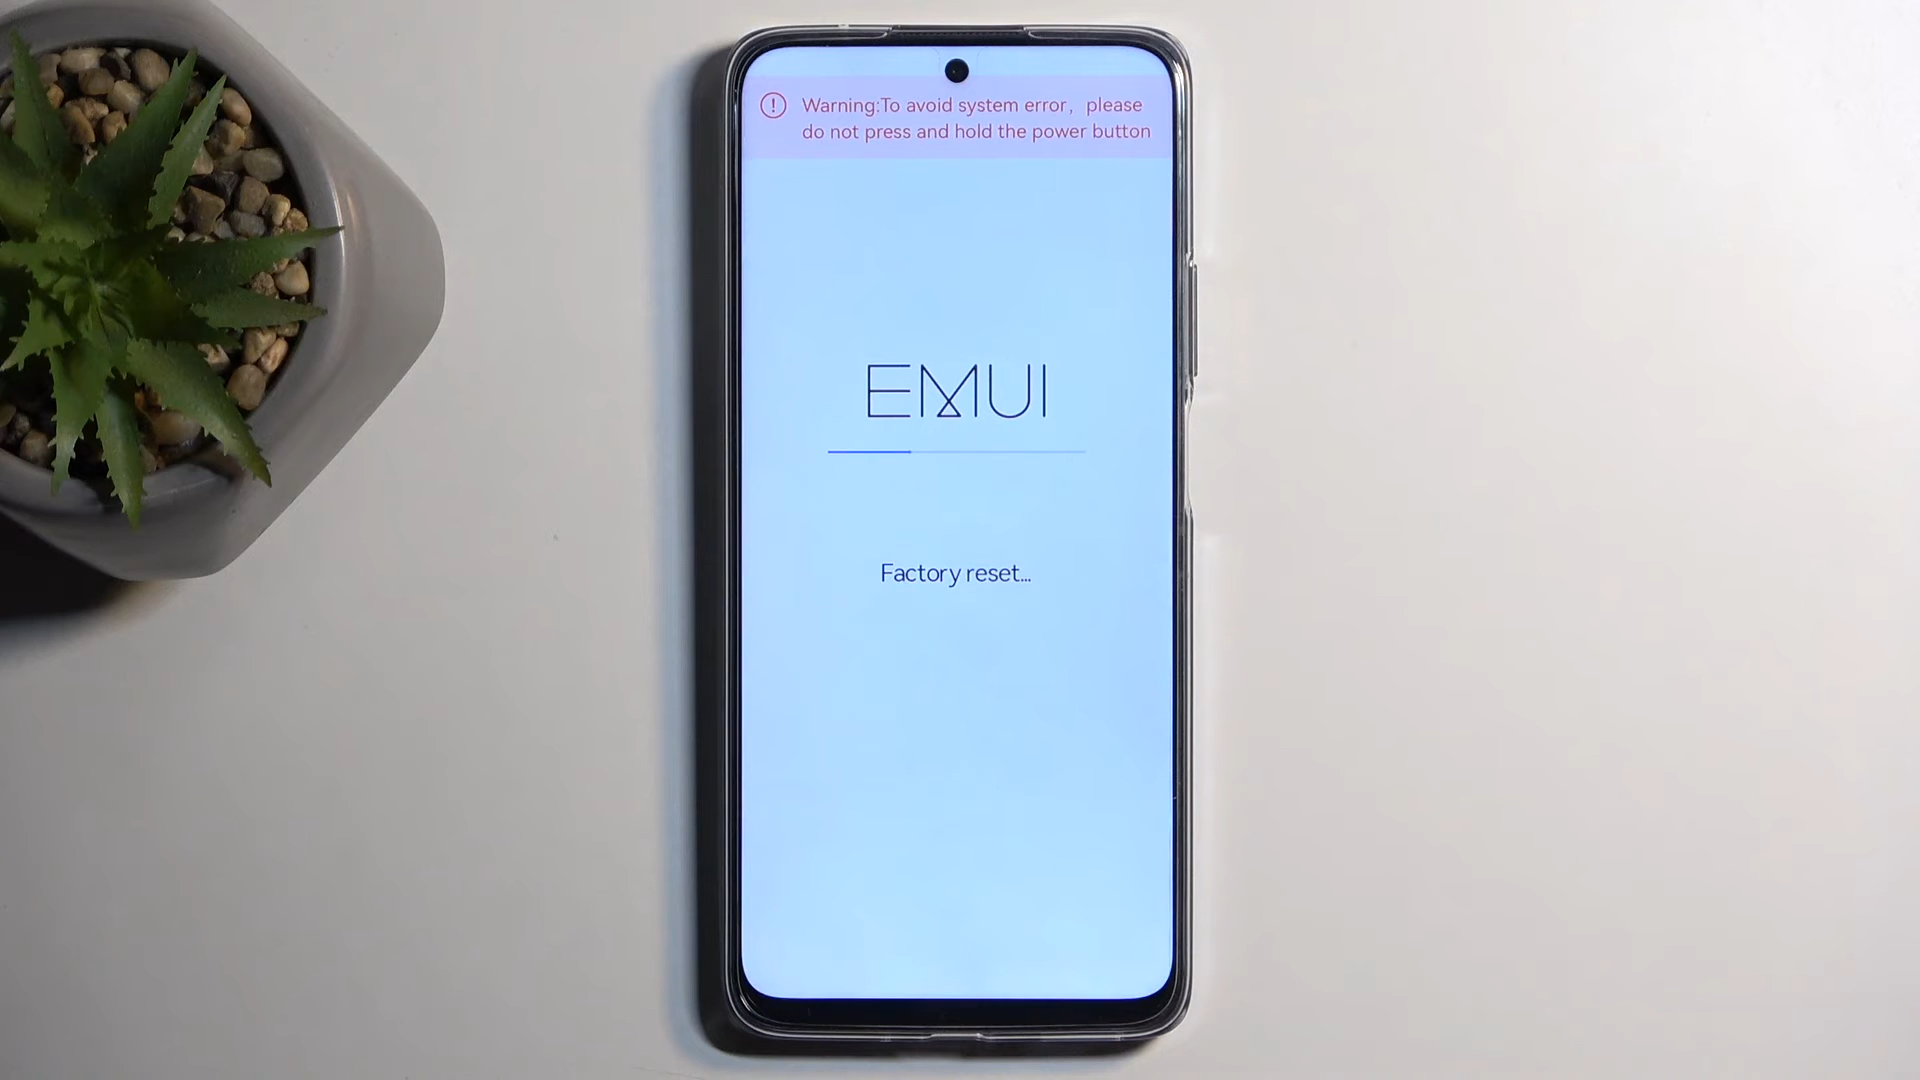 Warning:To avoid system error, please
do not press and hold the power button
EMUI
Factory reset...